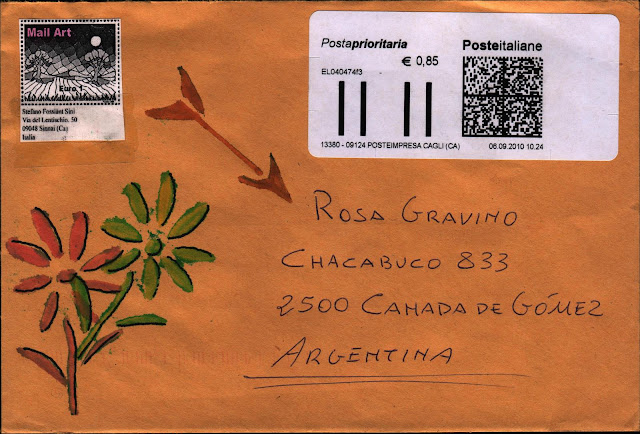 Mail Art
Euro 1
Stefano Fossiant Sini
Via del Lentischio. 50
09048 Sinnai (Ca)
Italia
Postaprioritaria
Posteitaliane
€ 0,85
EL040474f3
13380 - 09124 POSTEIMPRESA CAGLI (CA)
06.09.2010 10.24
ROSA GRAVINO
CHACABUCO 833
2500 CAÑADA DE GÓMEZ
ARGENTINA